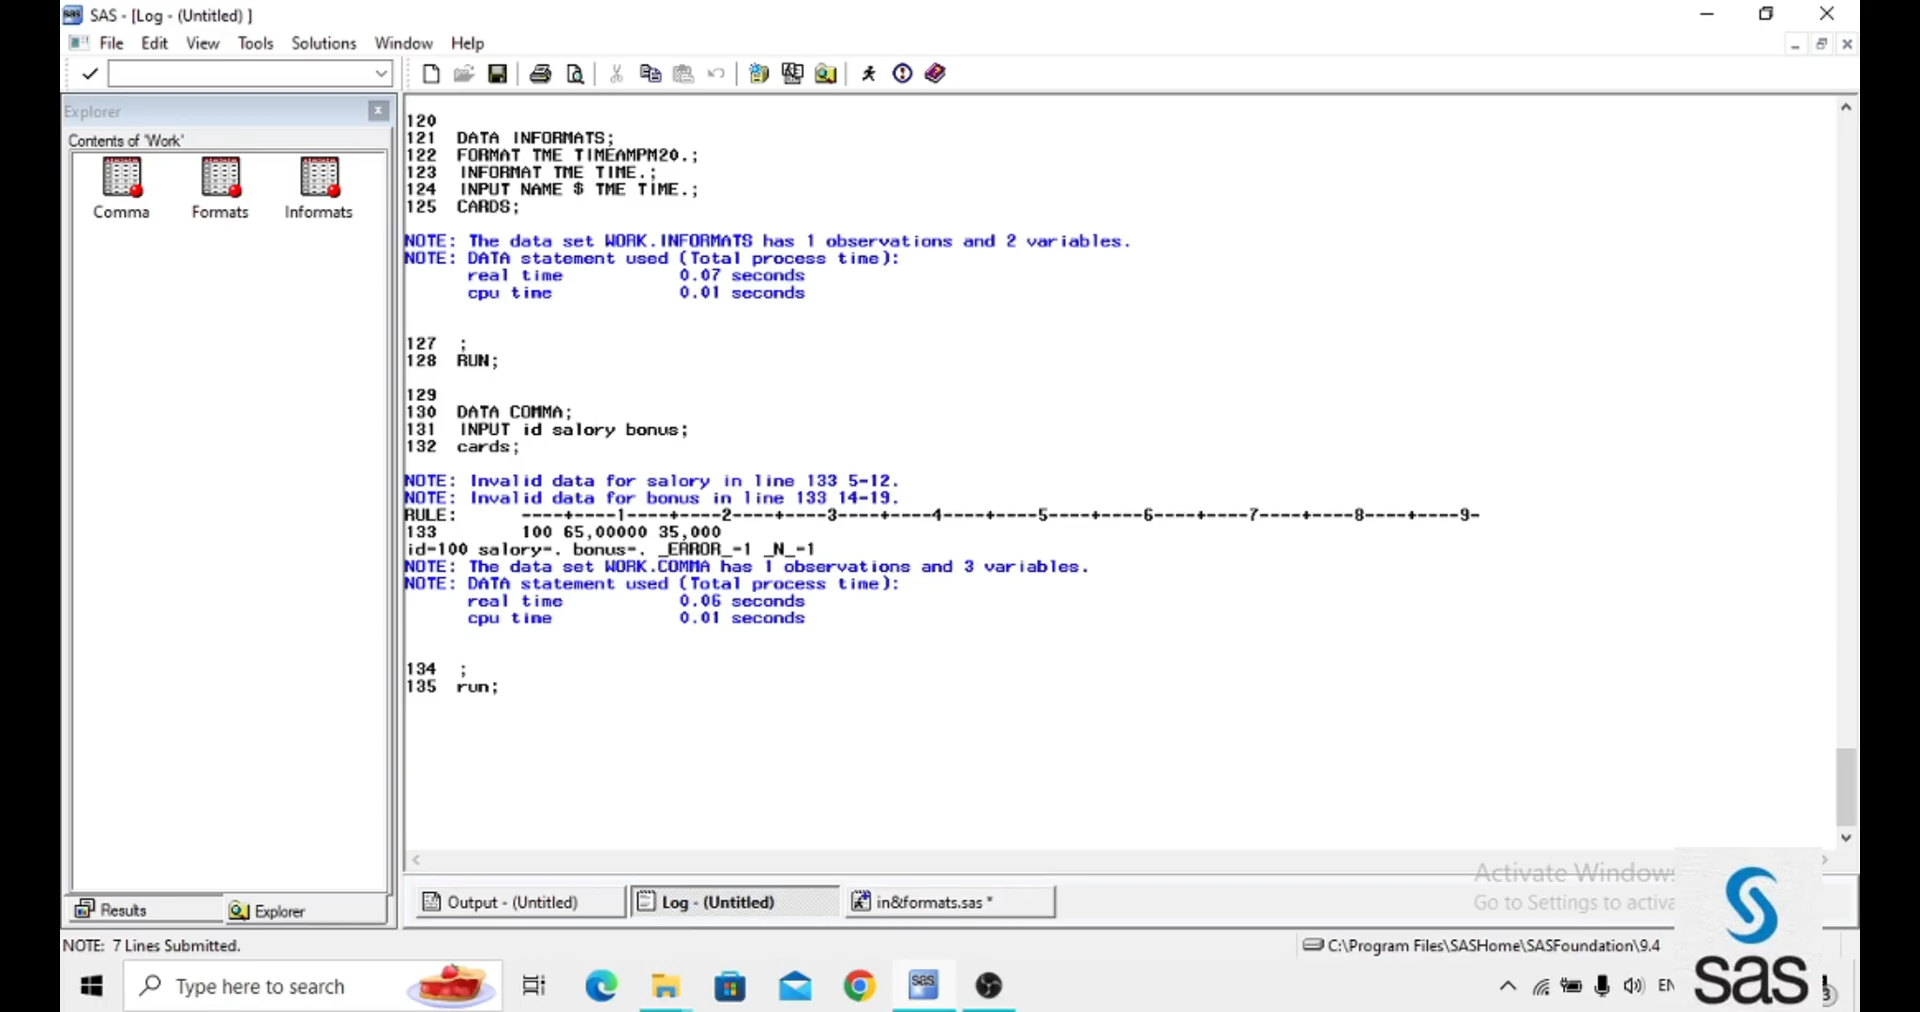 SAS - [Log - (Untitled) ]
File Edit View Tools Solutions Window Help
Explorer
Contents of 'Work'
Comma Formats Informats
120
121 DATA INFORMATS;
122 FORMAT TME TIMEAMPM20.;
123 INFORMAT TME TIME.;
124 INPUT NAME $ TME TIME.;
125 CARDS;
NOTE: The data set WORK.INFORMATS has 1 observations and 2 variables.
NOTE: DATA statement used (Total process time):
real time 0.07 seconds
cpu time 0.01 seconds
127 ;
128 RUN;
129
130 DATA COMMA;
131 INPUT id salory bonus;
132 cards;
NOTE: Invalid data for salory in line 133 5-12.
NOTE: Invalid data for bonus in line 133 14-19.
RULE: ----+----1----+----2----+----3----+----4----+----5----+----6----+----7----+----8----+----9-
133 100 65,00000 35,000
id=100 salory=. bonus=. _ERROR_=1 _N_=1
NOTE: The data set WORK.COMMA has 1 observations and 3 variables.
NOTE: DATA statement used (Total process time):
real time 0.06 seconds
cpu time 0.01 seconds
134 ;
135 run;
Activate Windows
Go to Settings to activa
Results Explorer
Output - (Untitled) Log - (Untitled) in&formats.sas *
NOTE: 7 Lines Submitted.
C:\Program Files\SASHome\SASFoundation\9.4
Type here to search
EN
sas